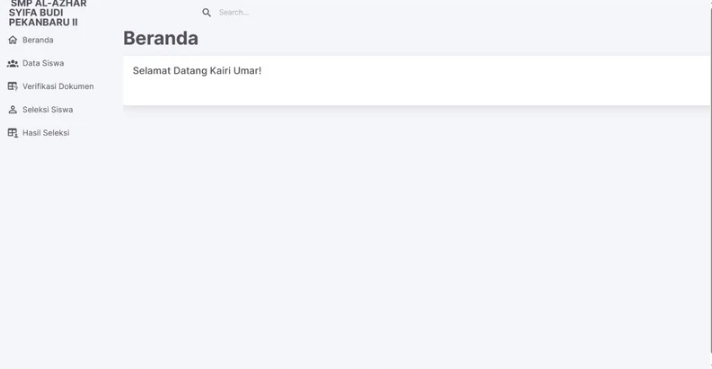 SMP AL-AZHAR
SYIFA BUDI
PEKANBARU II
Beranda
Data Siswa
Verifikasi Dokumen
Seleksi Siswa
Hasil Seleksi
Search...
Beranda
Selamat Datang Kairi Umar!